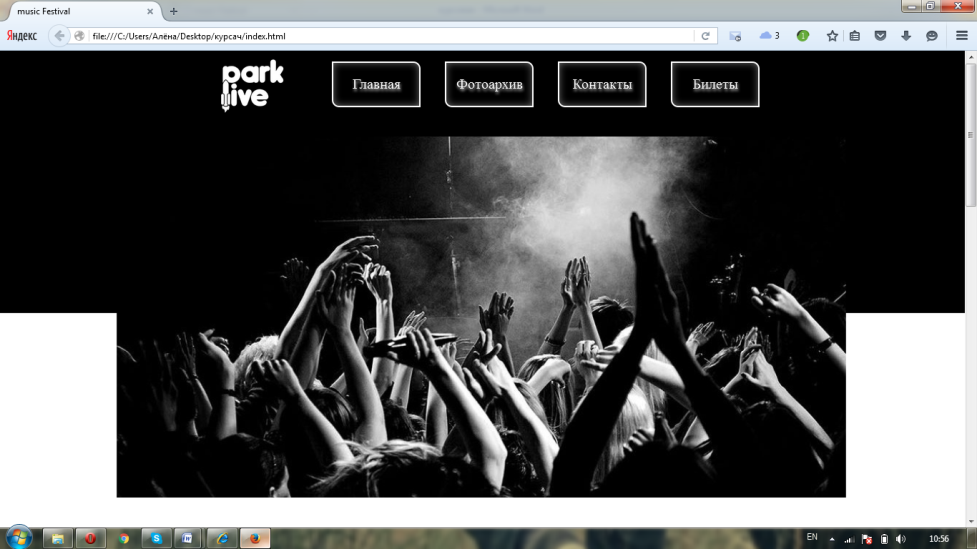 music Festival
Яндекс
file:///C:/Users/Алёна/Desktop/курсач/index.html
3
1
park
live
Главная
Фотоархив
Контакты
Билеты
EN
10:56